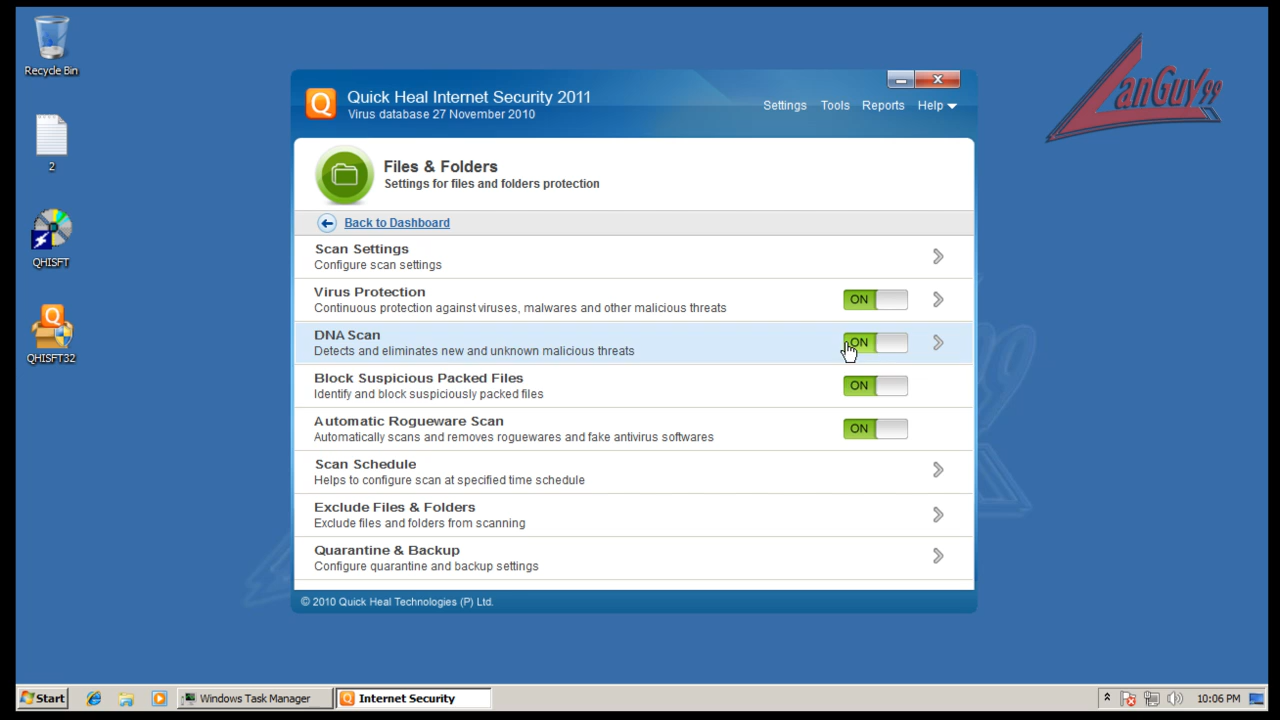 Recycle Bin
2
QHISFT
QHISFT32
LanGuy99
Quick Heal Internet Security 2011
Virus database 27 November 2010
Settings
Tools
Reports
Help
Files & Folders
Settings for files and folders protection
Back to Dashboard
Scan Settings
Configure scan settings
Virus Protection
Continuous protection against viruses, malwares and other malicious threats
ON
DNA Scan
Detects and eliminates new and unknown malicious threats
ON
Block Suspicious Packed Files
Identify and block suspiciously packed files
ON
Automatic Rogueware Scan
Automatically scans and removes roguewares and fake antivirus softwares
ON
Scan Schedule
Helps to configure scan at specified time schedule
Exclude Files & Folders
Exclude files and folders from scanning
Quarantine & Backup
Configure quarantine and backup settings
© 2010 Quick Heal Technologies (P) Ltd.
Start
Windows Task Manager
Internet Security
10:06 PM